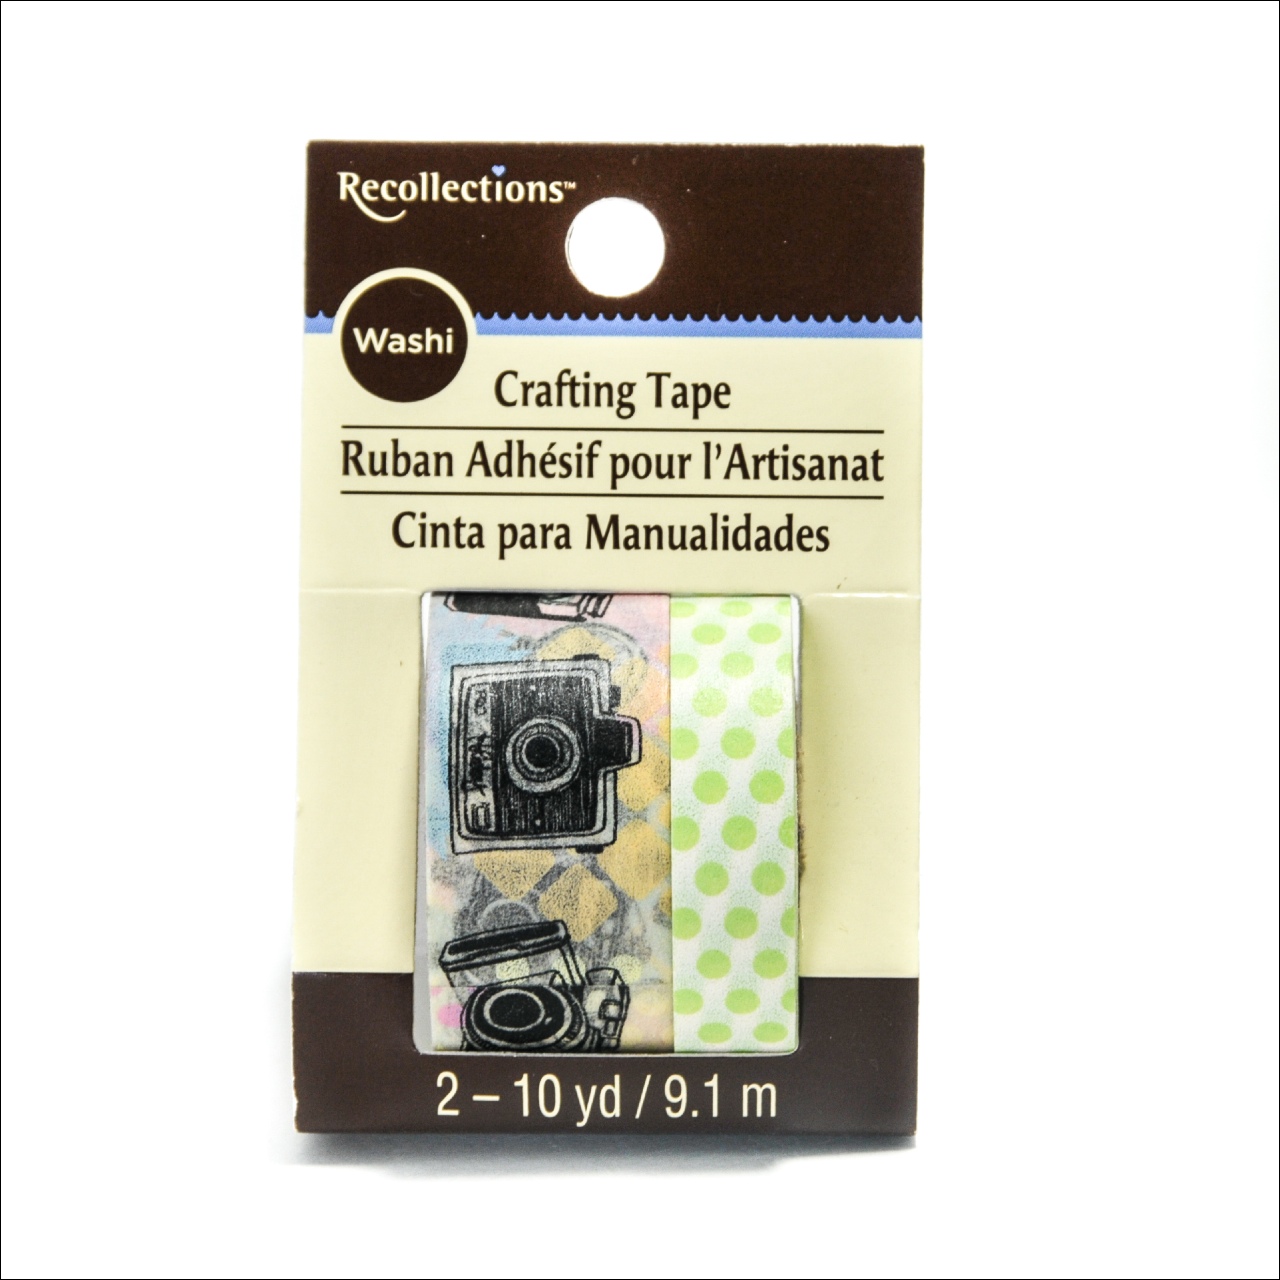 Recollections™
Washi
Crafting Tape
Ruban Adhésif pour l'Artisanat
Cinta para Manualidades
2 – 10 yd / 9.1 m